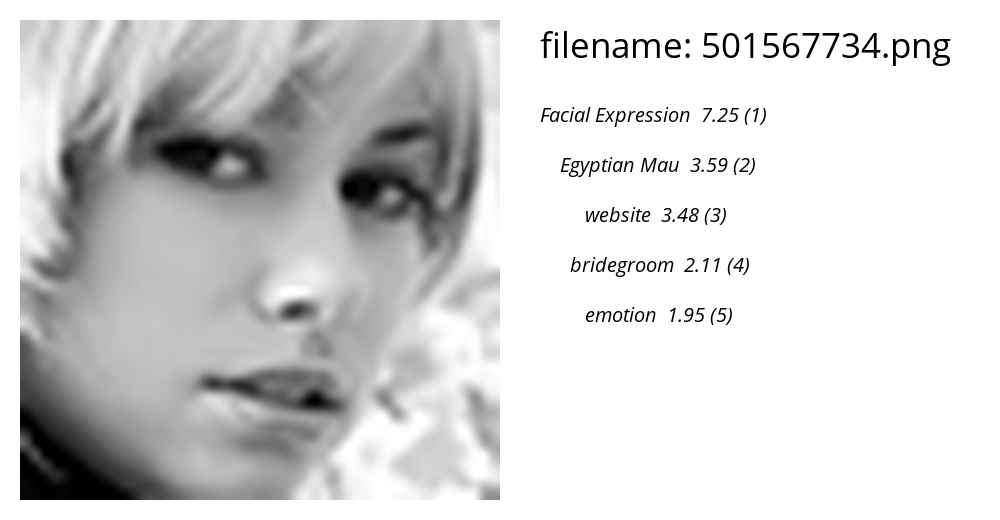 filename: 501567734.png
Facial Expression 7.25 (1)
Egyptian Mau 3.59 (2)
website 3.48 (3)
bridegroom 2.11 (4)
emotion 1.95 (5)